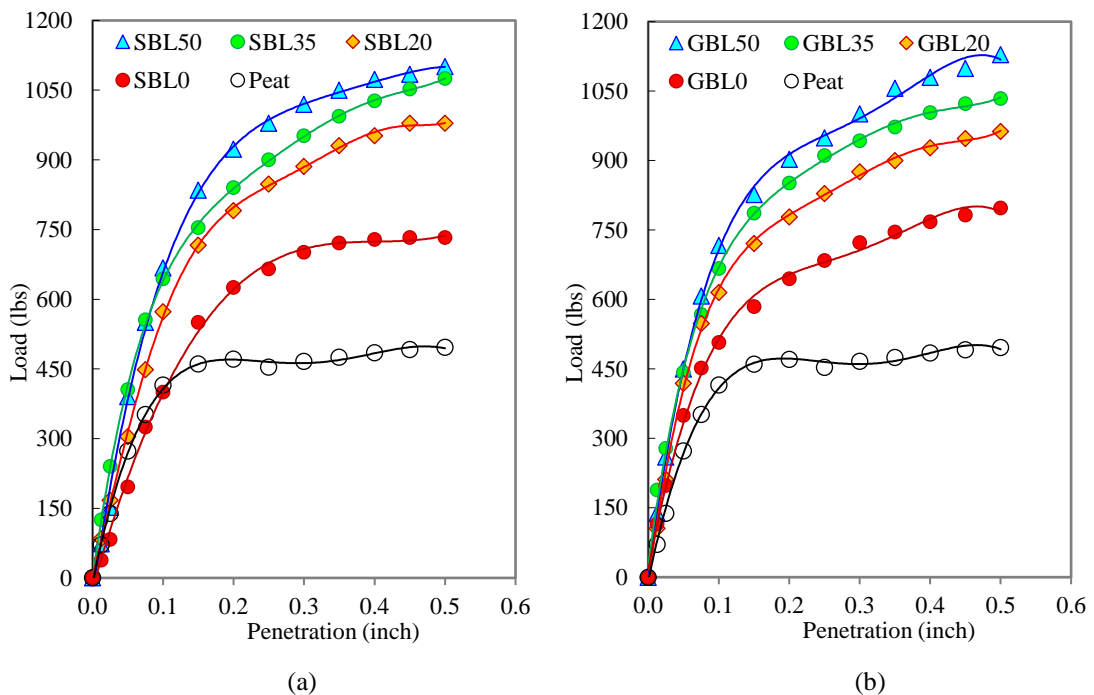 1200
1050
900
750
600
450
300
150
0
Load (lbs)
SBL50 SBL35 SBL20
SBL0 Peat
0.0 0.1 0.2 0.3 0.4 0.5 0.6
Penetration (inch)
(a)
1200
1050
900
750
600
450
300
150
0
Load (lbs)
GBL50 GBL35 GBL20
GBL0 Peat
0.0 0.1 0.2 0.3 0.4 0.5 0.6
Penetration (inch)
(b)